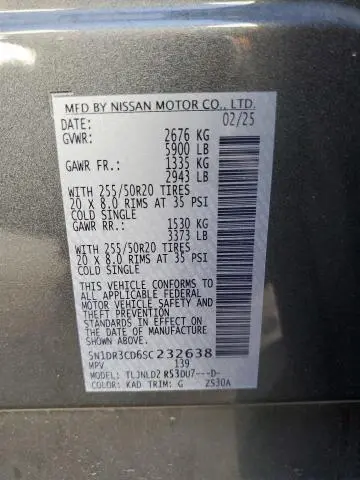 MFD BY NISSAN MOTOR CO., LTD.
DATE: 02/25
GVWR: 2676 KG
5900 LB
GAWR FR.: 1335 KG
2943 LB
WITH 255/50R20 TIRES
20 x 8.0 RIMS AT 35 PSI
COLD SINGLE
GAWR RR.: 1530 KG
3373 LB
WITH 255/50R20 TIRES
20 x 8.0 RIMS AT 35 PSI
COLD SINGLE
THIS VEHICLE CONFORMS TO
ALL APPLICABLE FEDERAL
MOTOR VEHICLE SAFETY AND
THEFT PREVENTION
STANDARDS IN EFFECT ON
THE DATE OF MANUFACTURE
SHOWN ABOVE.
5N1DR3CD6SC232638
MPV 139
MODEL: TLJNLDZ R53DU7---D-
COLOR: KAD TRIM: G ZS30A